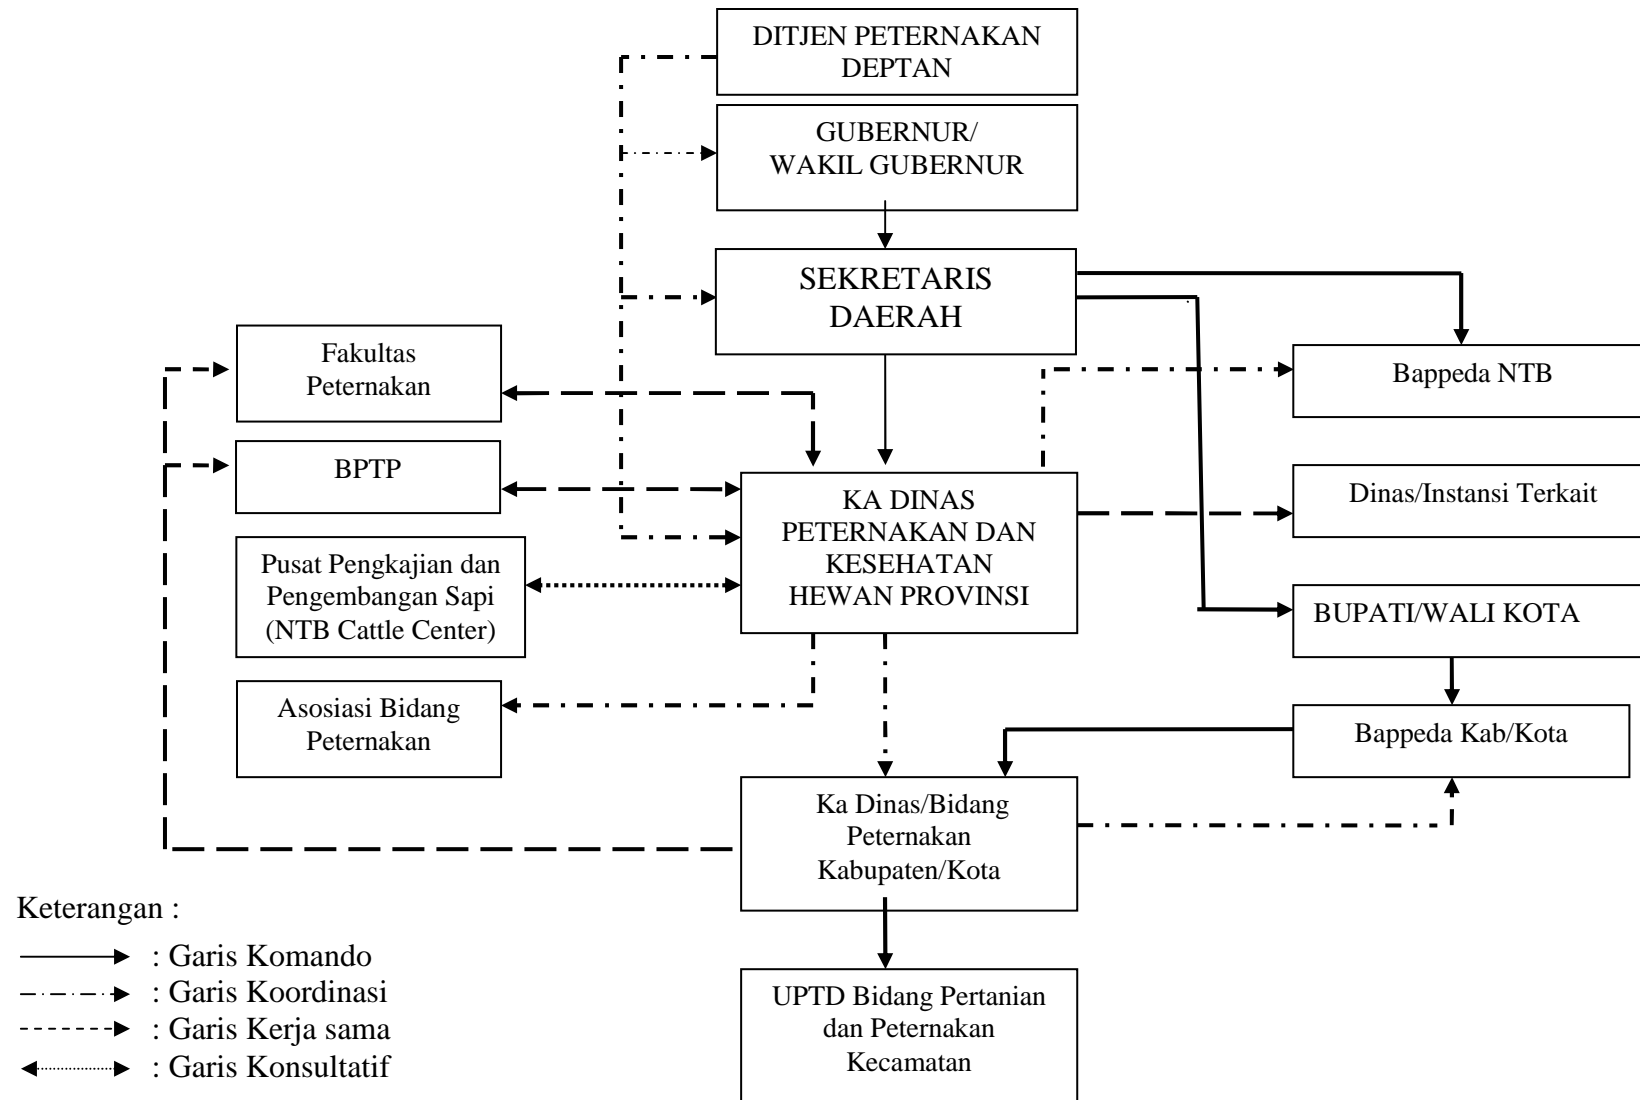 DITJEN PETERNAKAN
DEPTAN
GUBERNUR/
WAKIL GUBERNUR
SEKRETARIS
DAERAH
Fakultas
Peternakan
Bappeda NTB
BPTP
Dinas/Instansi Terkait
KA DINAS
PETERNAKAN DAN
KESEHATAN
HEWAN PROVINSI
Pusat Pengkajian dan
Pengembangan Sapi
(NTB Cattle Center)
BUPATI/WALI KOTA
Asosiasi Bidang
Peternakan
Bappeda Kab/Kota
Ka Dinas/Bidang
Peternakan
Kabupaten/Kota
UPTD Bidang Pertanian
dan Peternakan
Kecamatan
Keterangan :
: Garis Komando
: Garis Koordinasi
: Garis Kerja sama
: Garis Konsultatif